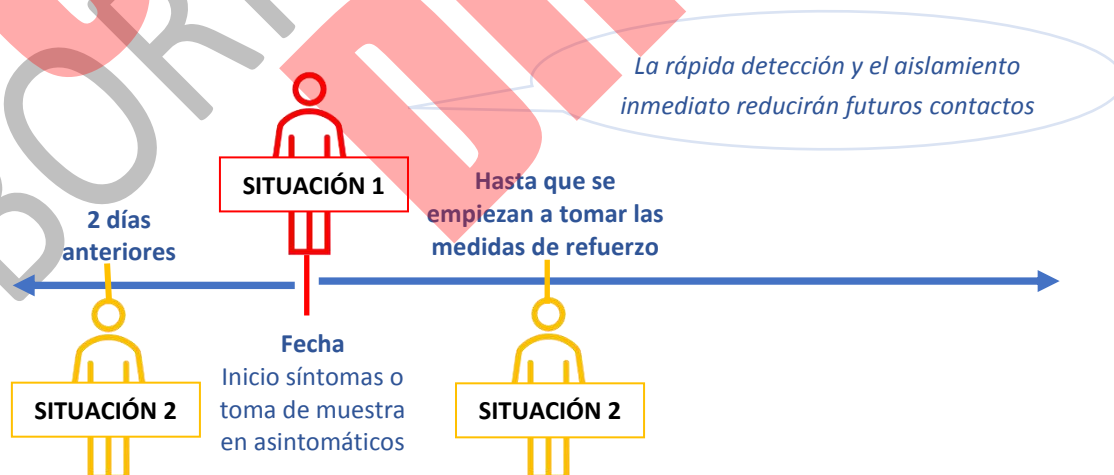 La rápida detección y el aislamiento
inmediato reducirán futuros contactos
SITUACIÓN 1
Hasta que se
empiezan a tomar las
medidas de refuerzo
2 días
anteriores
Fecha
Inicio síntomas o
toma de muestra
en asintomáticos
SITUACIÓN 2
SITUACIÓN 2